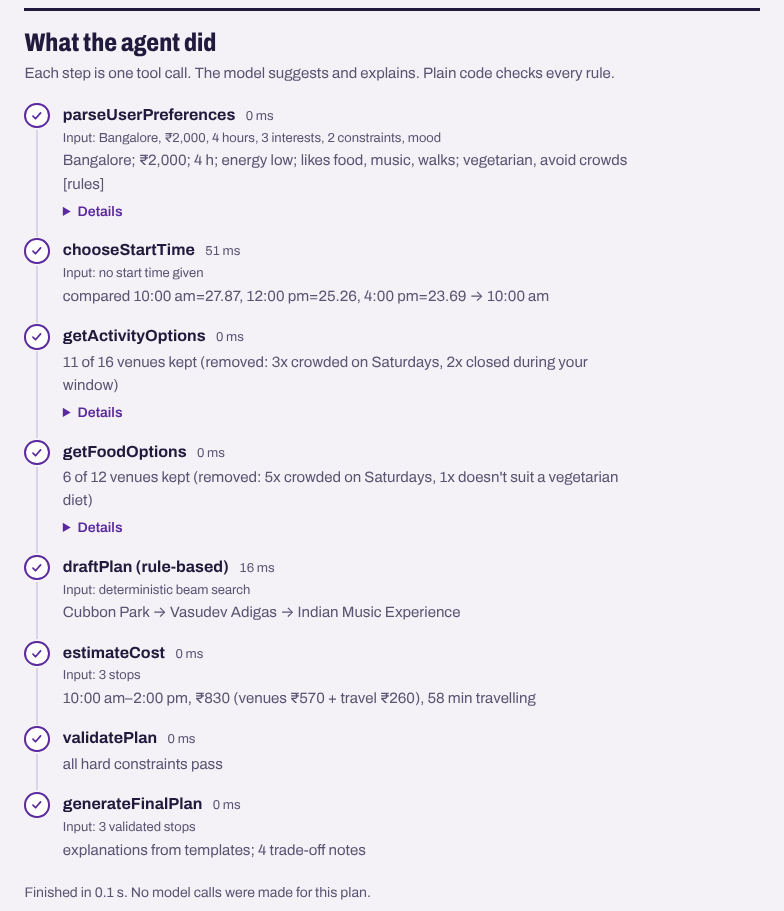 What the agent did
Each step is one tool call. The model suggests and explains. Plain code checks every rule.
parseUserPreferences 0 ms
Input: Bangalore, ₹2,000, 4 hours, 3 interests, 2 constraints, mood
Bangalore; ₹2,000; 4 h; energy low; likes food, music, walks; vegetarian, avoid crowds
[rules]
▶ Details
chooseStartTime 51 ms
Input: no start time given
compared 10:00 am=27.87, 12:00 pm=25.26, 4:00 pm=23.69 → 10:00 am
getActivityOptions 0 ms
11 of 16 venues kept (removed: 3x crowded on Saturdays, 2x closed during your
window)
▶ Details
getFoodOptions 0 ms
6 of 12 venues kept (removed: 5x crowded on Saturdays, 1x doesn't suit a vegetarian
diet)
▶ Details
draftPlan (rule-based) 16 ms
Input: deterministic beam search
Cubbon Park → Vasudev Adigas → Indian Music Experience
estimateCost 0 ms
Input: 3 stops
10:00 am–2:00 pm, ₹830 (venues ₹570 + travel ₹260), 58 min travelling
validatePlan 0 ms
all hard constraints pass
generateFinalPlan 0 ms
Input: 3 validated stops
explanations from templates; 4 trade-off notes
Finished in 0.1 s. No model calls were made for this plan.